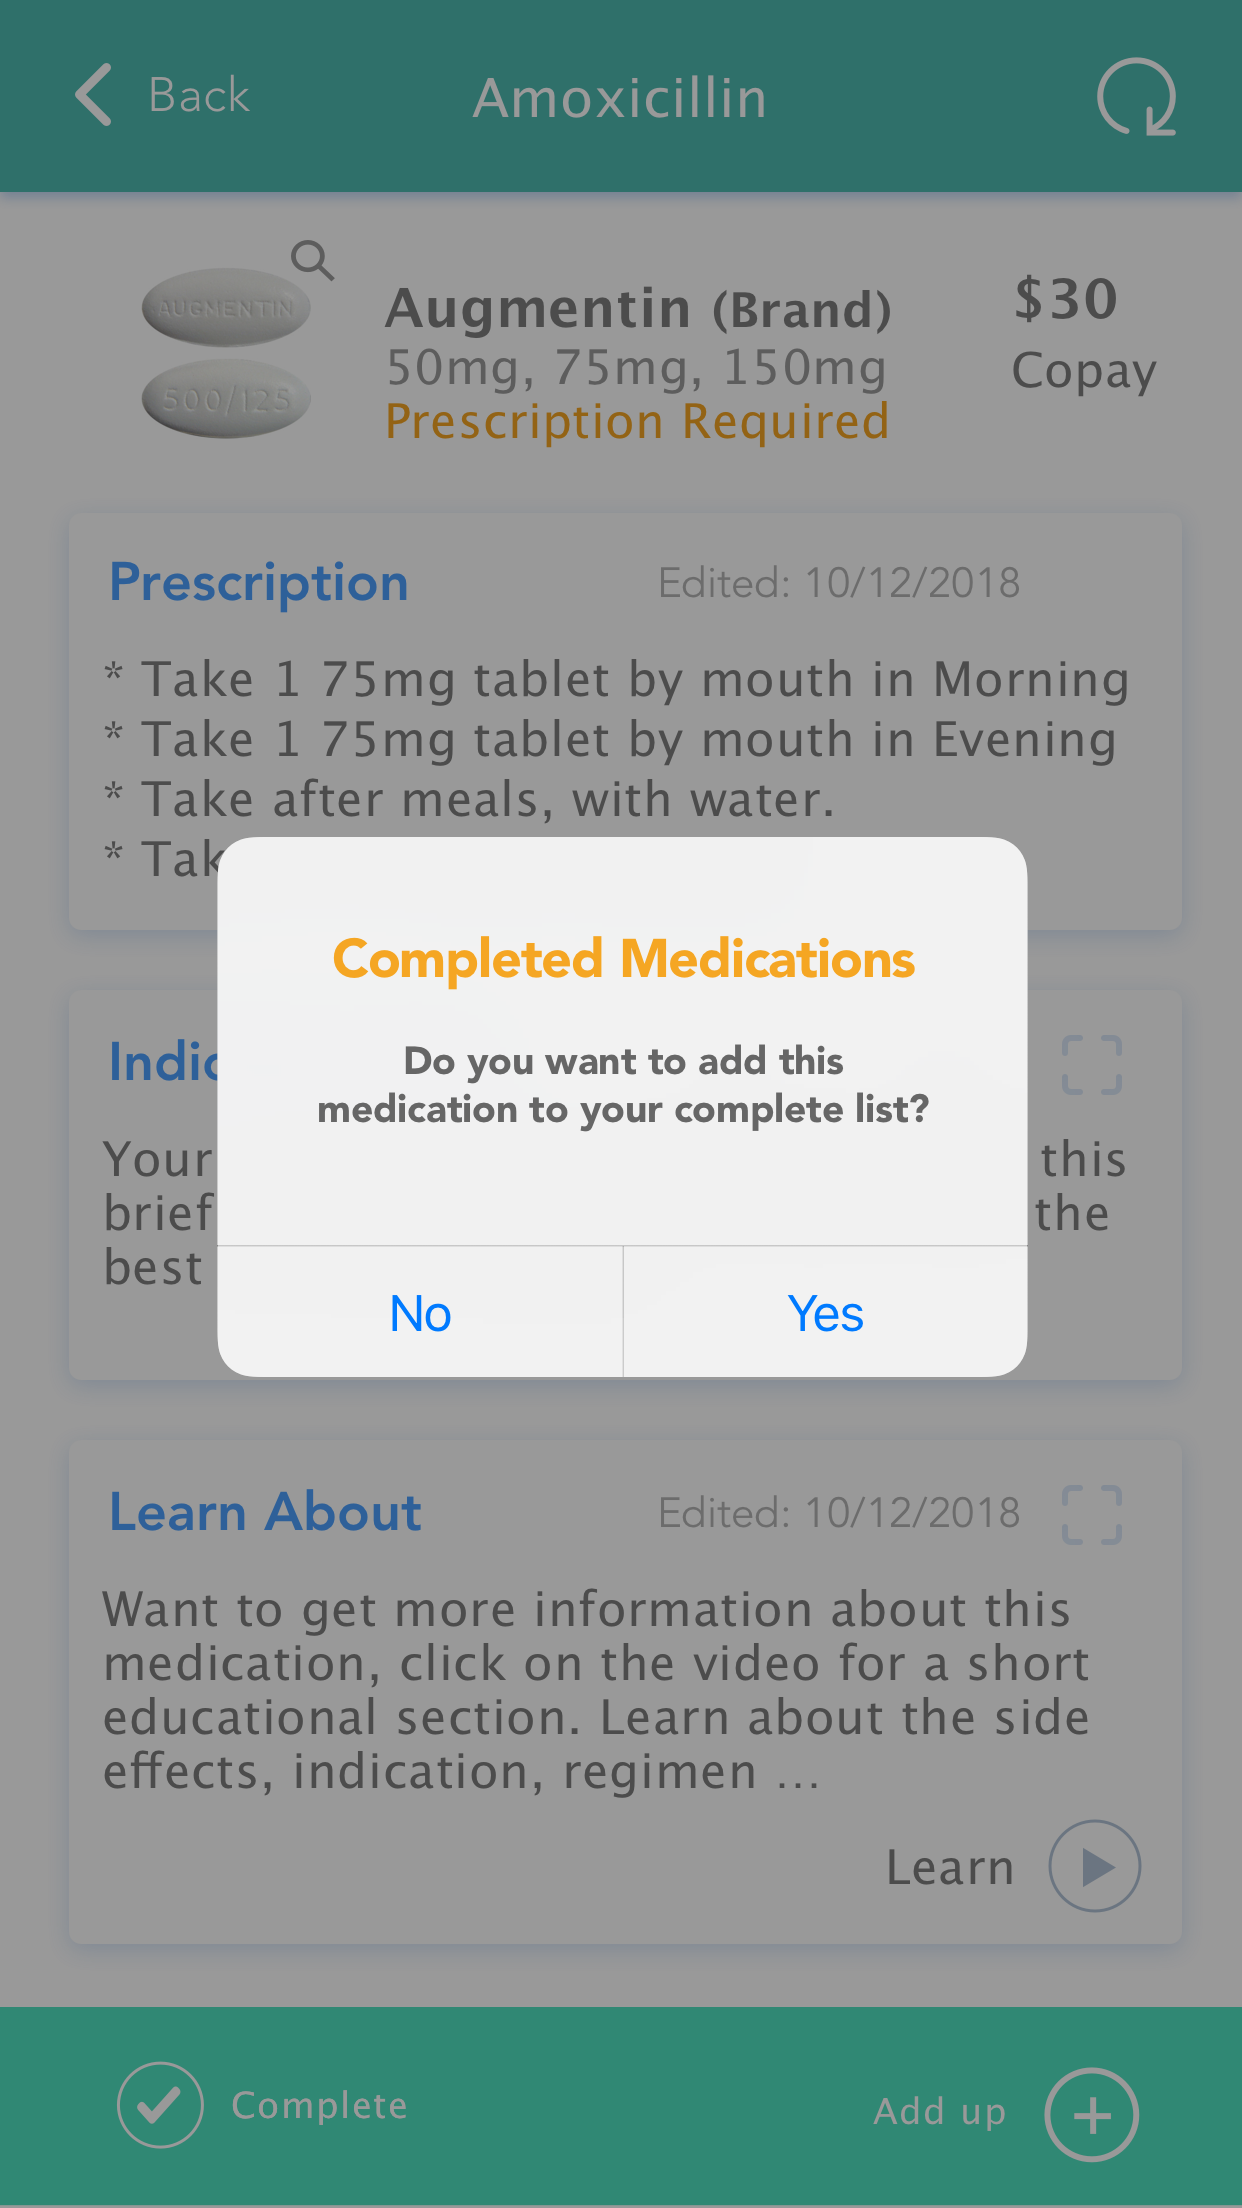 Back
Amoxicillin
AUGMENTIN
500/125
Augmentin (Brand)
50mg, 75mg, 150mg
Prescription Required
$30
Copay
Prescription
Edited: 10/12/2018
* Take 1 75mg tablet by mouth in Morning
* Take 1 75mg tablet by mouth in Evening
* Take after meals, with water.
* Tak
Completed Medications
Do you want to add this
medication to your complete list?
No
Yes
Indic
Your this
brief the
best
Learn About
Edited: 10/12/2018
Want to get more information about this
medication, click on the video for a short
educational section. Learn about the side
effects, indication, regimen ...
Learn
Complete
Add up